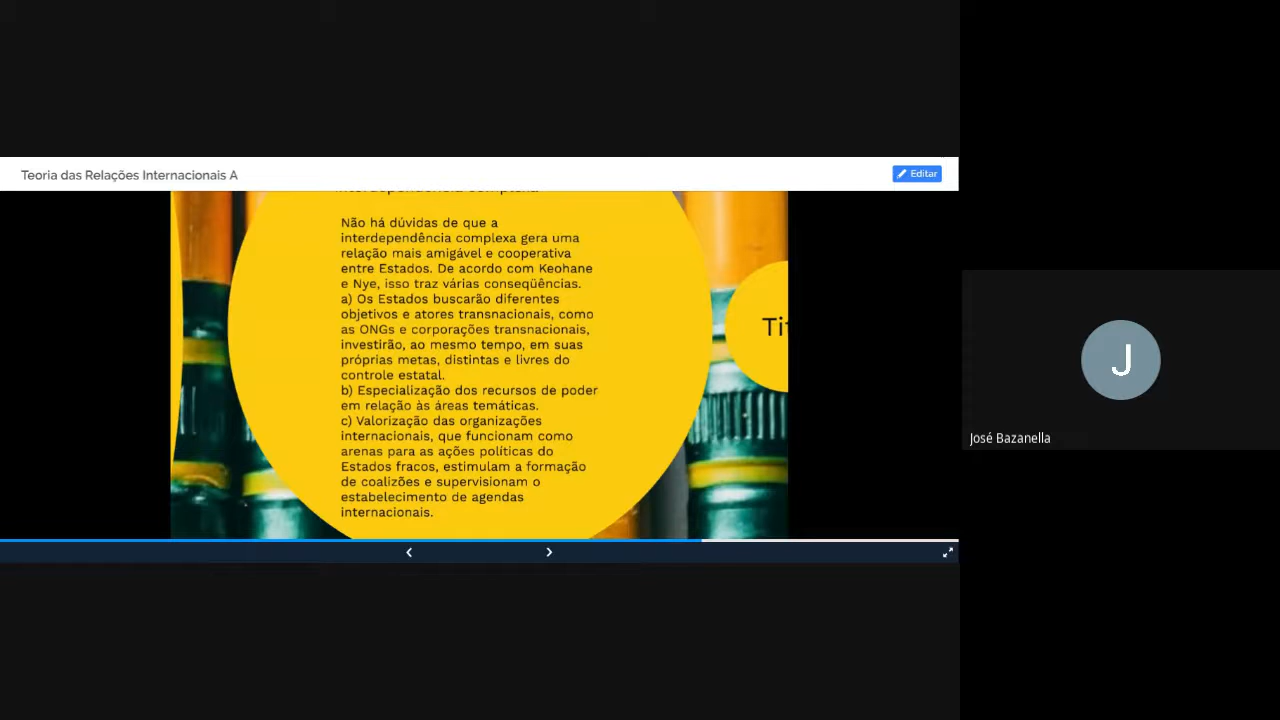 Teoria das Relações Internacionais A
Editar
interdependência complexa
Não há dúvidas de que a
interdependência complexa gera uma
relação mais amigável e cooperativa
entre Estados. De acordo com Keohane
e Nye, isso traz várias conseqüências.
a) Os Estados buscarão diferentes
objetivos e atores transnacionais, como
as ONGs e corporações transnacionais,
investirão, ao mesmo tempo, em suas
próprias metas, distintas e livres do
controle estatal.
b) Especialização dos recursos de poder
em relação às áreas temáticas.
c) Valorização das organizações
internacionais, que funcionam como
arenas para as ações políticas do
Estados fracos, estimulam a formação
de coalizões e supervisionam o
estabelecimento de agendas
internacionais.
J
José Bazanella